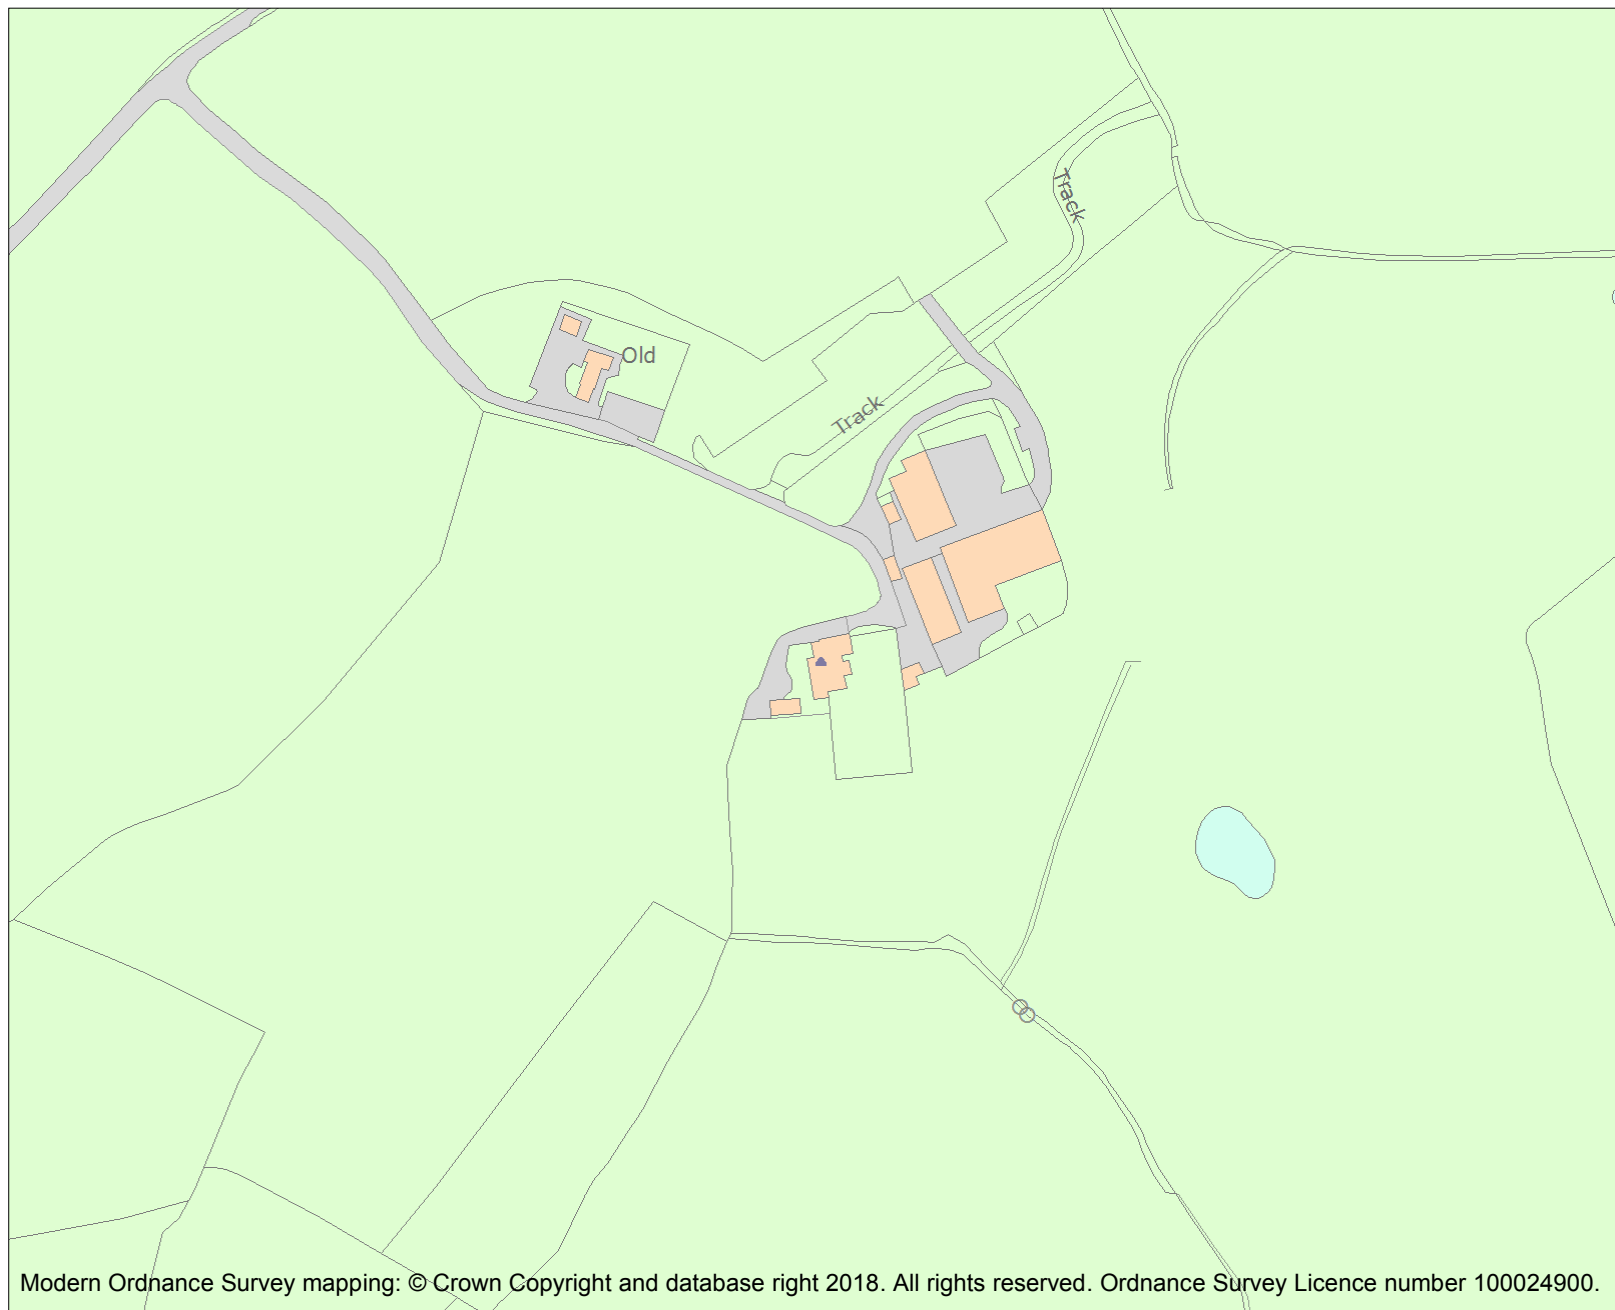 Track
Old
Track
Modern Ordnance Survey mapping: © Crown Copyright and database right 2018. All rights reserved. Ordnance Survey Licence number 100024900.